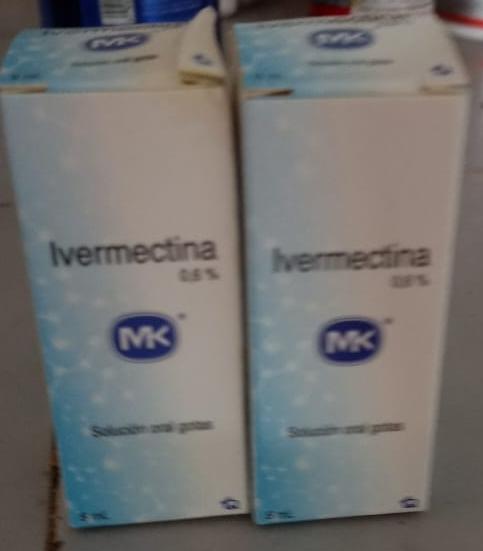 MK
Ivermectina
0,6 %
MK
Solución oral gotas
5 mL
MK
Ivermectina
0,6 %
MK
Solución oral gotas
5 mL